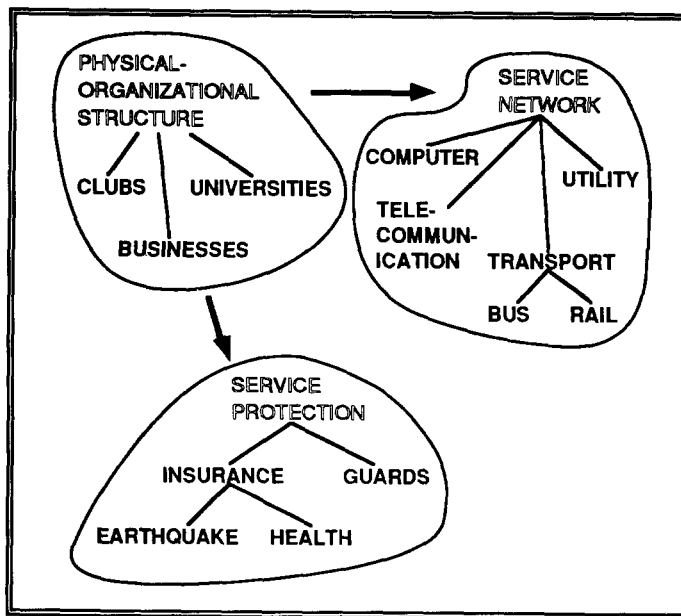 PHYSICAL-
ORGANIZATIONAL
STRUCTURE
CLUBS
UNIVERSITIES
BUSINESSES
SERVICE
NETWORK
COMPUTER
UTILITY
TELE-
COMMUN-
ICATION
TRANSPORT
BUS
RAIL
SERVICE
PROTECTION
INSURANCE
GUARDS
EARTHQUAKE
HEALTH